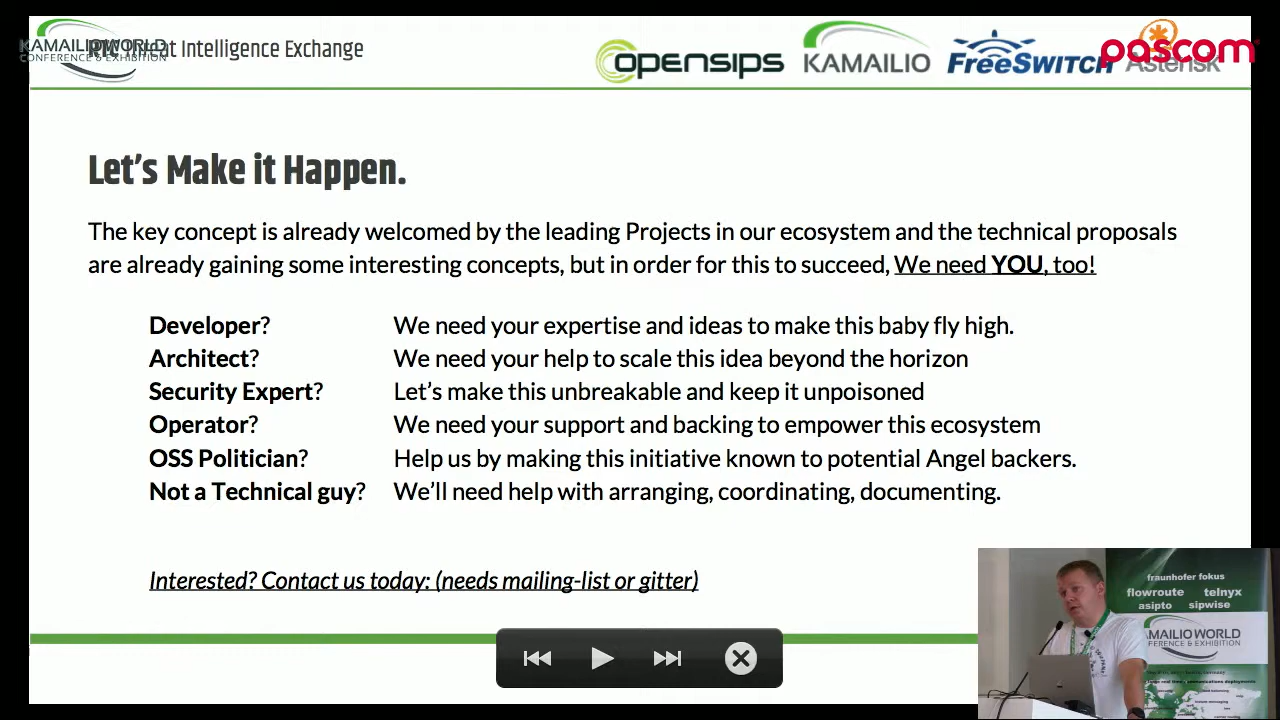 KAMAILIO WORLD
CONFERENCE & EXHIBITION
RTC Threat Intelligence Exchange
opensips
KAMAILIO
FreeSWITCH
pascom
Asterisk
Let's Make it Happen.
The key concept is already welcomed by the leading Projects in our ecosystem and the technical proposals
are already gaining some interesting concepts, but in order for this to succeed, We need YOU, too!
Developer? We need your expertise and ideas to make this baby fly high.
Architect? We need your help to scale this idea beyond the horizon
Security Expert? Let's make this unbreakable and keep it unpoisoned
Operator? We need your support and backing to empower this ecosystem
OSS Politician? Help us by making this initiative known to potential Angel backers.
Not a Technical guy? We'll need help with arranging, coordinating, documenting.
Interested? Contact us today: (needs mailing-list or gitter)
fraunhofer fokus
flowroute telnyx
asipto sipwise
AMAILIO WORLD
FERENCE & EXHIBITION